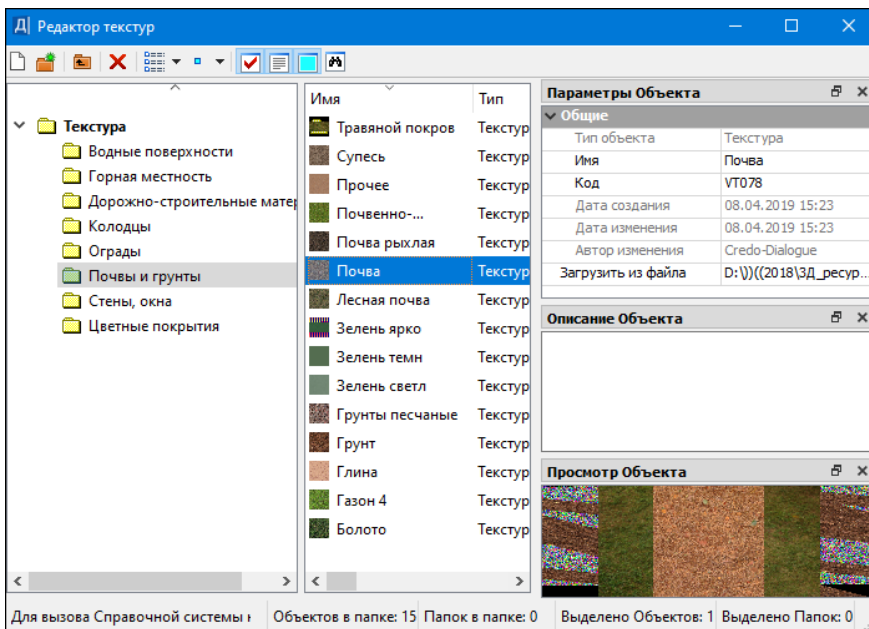 Д Редактор текстур
Текстура
Водные поверхности
Горная местность
Дорожно-строительные мате
Колодцы
Ограды
Почвы и грунты
Стены, окна
Цветные покрытия
Имя Тип
Травяной покров Текстур
Супесь Текстур
Прочее Текстур
Почвенно-... Текстур
Почва рыхлая Текстур
Почва Текстур
Лесная почва Текстур
Зелень ярко Текстур
Зелень темн Текстур
Зелень светл Текстур
Грунты песчаные Текстур
Грунт Текстур
Глина Текстур
Газон 4 Текстур
Болото Текстур
Параметры Объекта
Общие
Тип объекта Текстура
Имя Почва
Код VT078
Дата создания 08.04.2019 15:23
Дата изменения 08.04.2019 15:23
Автор изменения Credo-Dialogue
Загрузить из файла D:\))((2018\3Д_ресур...
Описание Объекта
Просмотр Объекта
Для вызова Справочной системы Объектов в папке: 15 Папок в папке: 0 Выделено Объектов: 1 Выделено Папок: 0